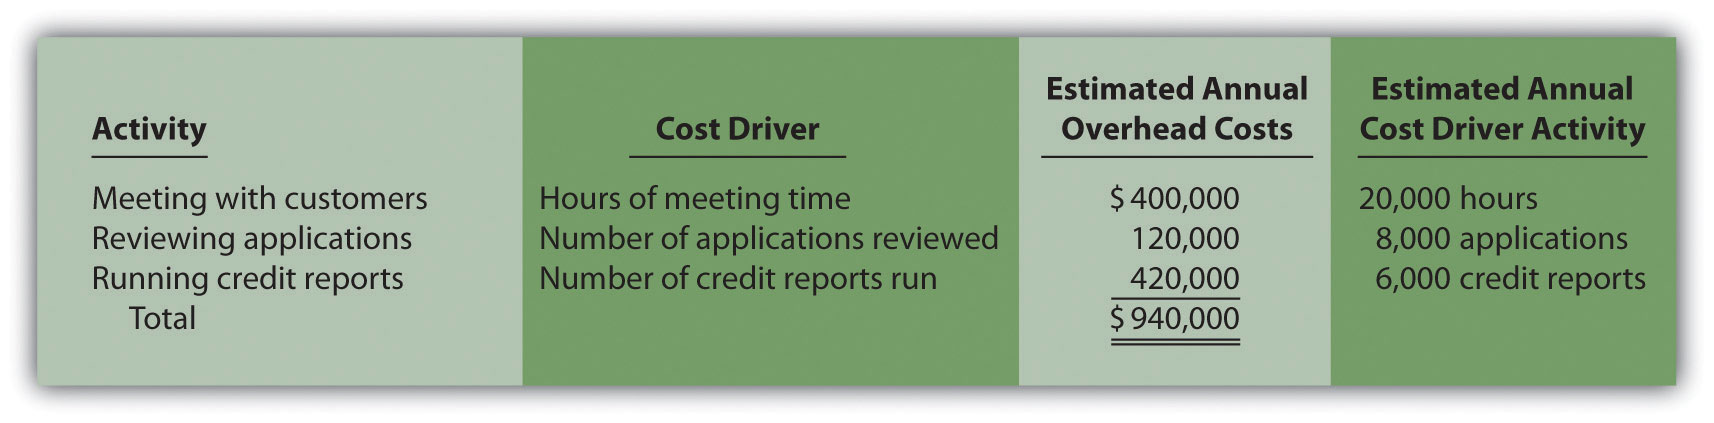 Activity Cost Driver Estimated Annual Overhead Costs Estimated Annual Cost Driver Activity
Meeting with customers Hours of meeting time $ 400,000 20,000 hours
Reviewing applications Number of applications reviewed 120,000 8,000 applications
Running credit reports Number of credit reports run 420,000 6,000 credit reports
Total $ 940,000